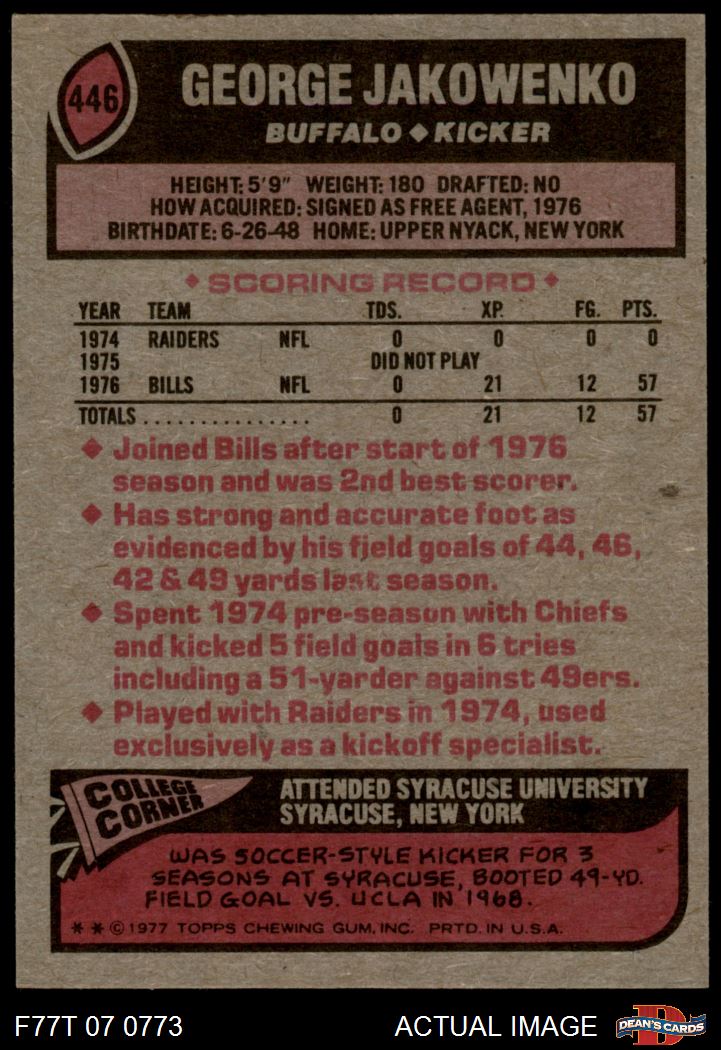 446
GEORGE JAKOWENKO
BUFFALO ◆ KICKER
HEIGHT: 5'9" WEIGHT: 180 DRAFTED: NO
HOW ACQUIRED: SIGNED AS FREE AGENT, 1976
BIRTHDATE: 6-26-48 HOME: UPPER NYACK, NEW YORK
◆ SCORING RECORD ◆
YEAR TEAM TDS. XP. FG. PTS.
1974 RAIDERS NFL 0 0 0 0
1975 DID NOT PLAY
1976 BILLS NFL 0 21 12 57
TOTALS................ 0 21 12 57
◆ Joined Bills after start of 1976
season and was 2nd best scorer.
◆ Has strong and accurate foot as
evidenced by his field goals of 44, 46,
42 & 49 yards last season.
◆ Spent 1974 pre-season with Chiefs
and kicked 5 field goals in 6 tries
including a 51-yarder against 49ers.
◆ Played with Raiders in 1974, used
exclusively as a kickoff specialist.
COLLEGE
CORNER
ATTENDED SYRACUSE UNIVERSITY
SYRACUSE, NEW YORK
WAS SOCCER-STYLE KICKER FOR 3
SEASONS AT SYRACUSE, BOOTED 49-YD.
FIELD GOAL VS. UCLA IN 1968.
* * © 1977 TOPPS CHEWING GUM, INC. PRTD. IN U.S.A.
F77T 07 0773 ACTUAL IMAGE
D
DEAN'S CARDS